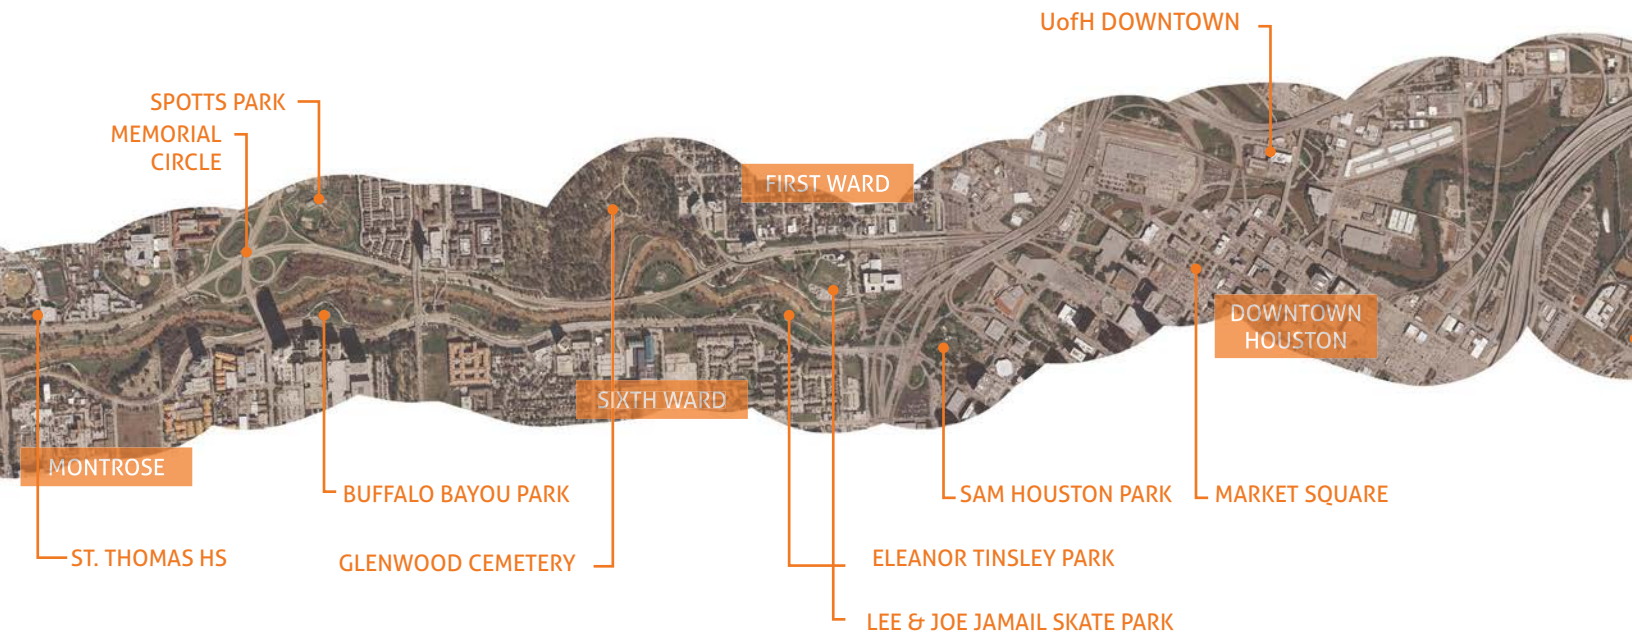 UofH DOWNTOWN
SPOTTS PARK
MEMORIAL
CIRCLE
FIRST WARD
DOWNTOWN
HOUSTON
SIXTH WARD
MONTROSE
BUFFALO BAYOU PARK
SAM HOUSTON PARK
MARKET SQUARE
ST. THOMAS HS
GLENWOOD CEMETERY
ELEANOR TINSLEY PARK
LEE & JOE JAMAIL SKATE PARK